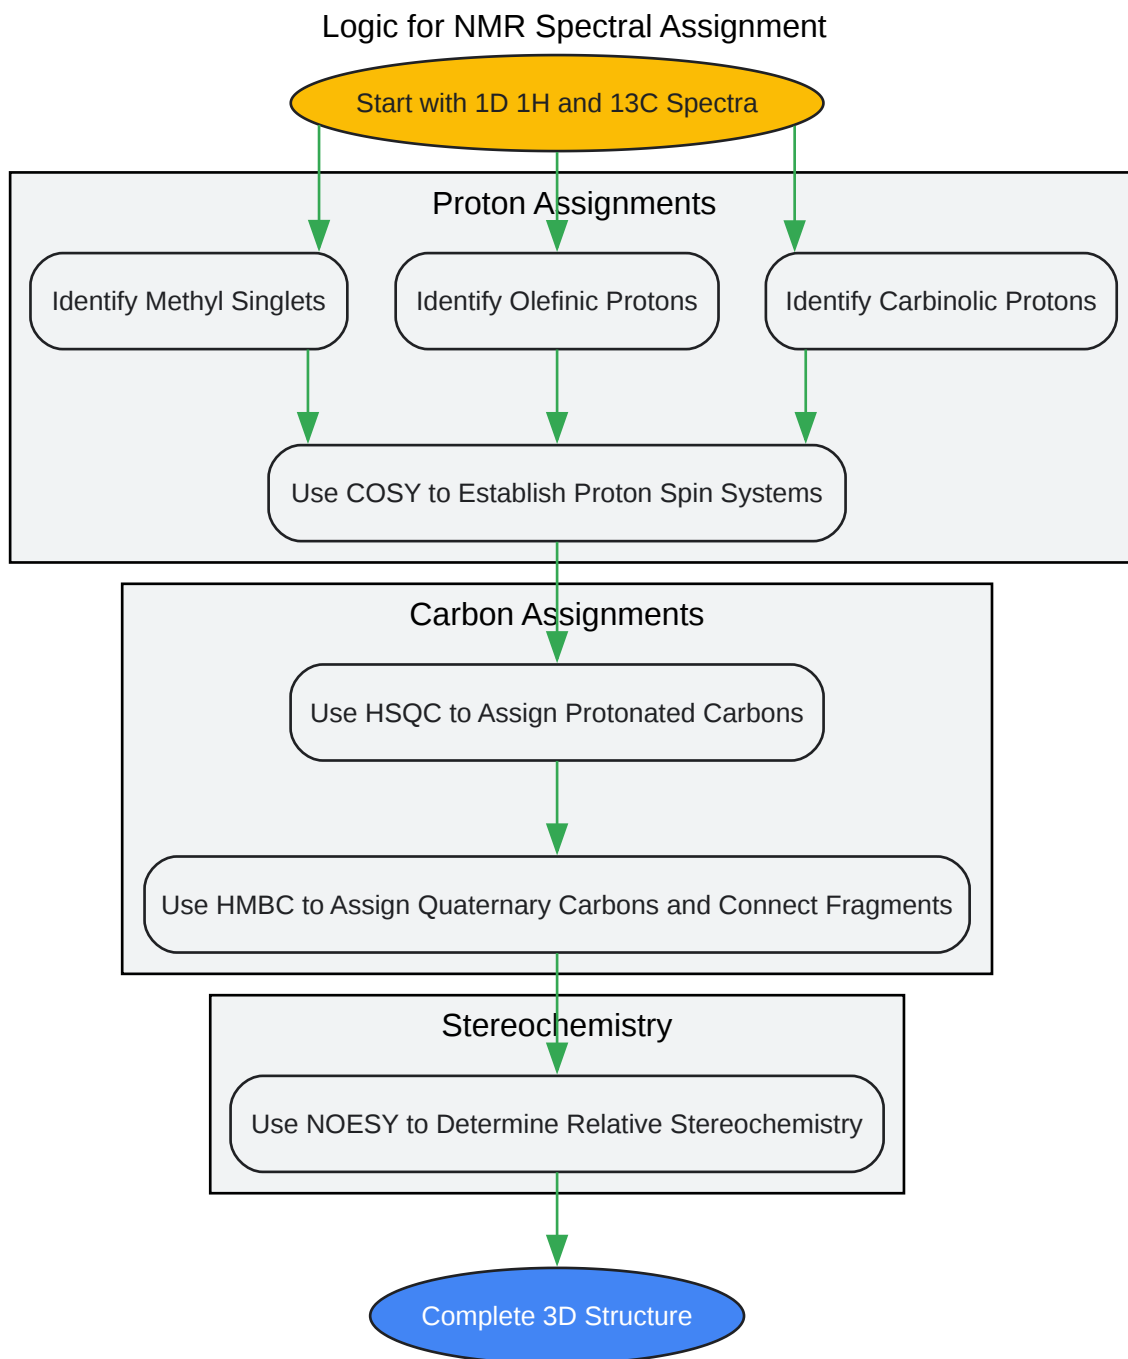 Logic for NMR Spectral Assignment
Start with 1D 1H and 13C Spectra
Proton Assignments
Identify Methyl Singlets
Identify Olefinic Protons
Identify Carbinolic Protons
Use COSY to Establish Proton Spin Systems
Carbon Assignments
Use HSQC to Assign Protonated Carbons
Use HMBC to Assign Quaternary Carbons and Connect Fragments
Stereochemistry
Use NOESY to Determine Relative Stereochemistry
Complete 3D Structure